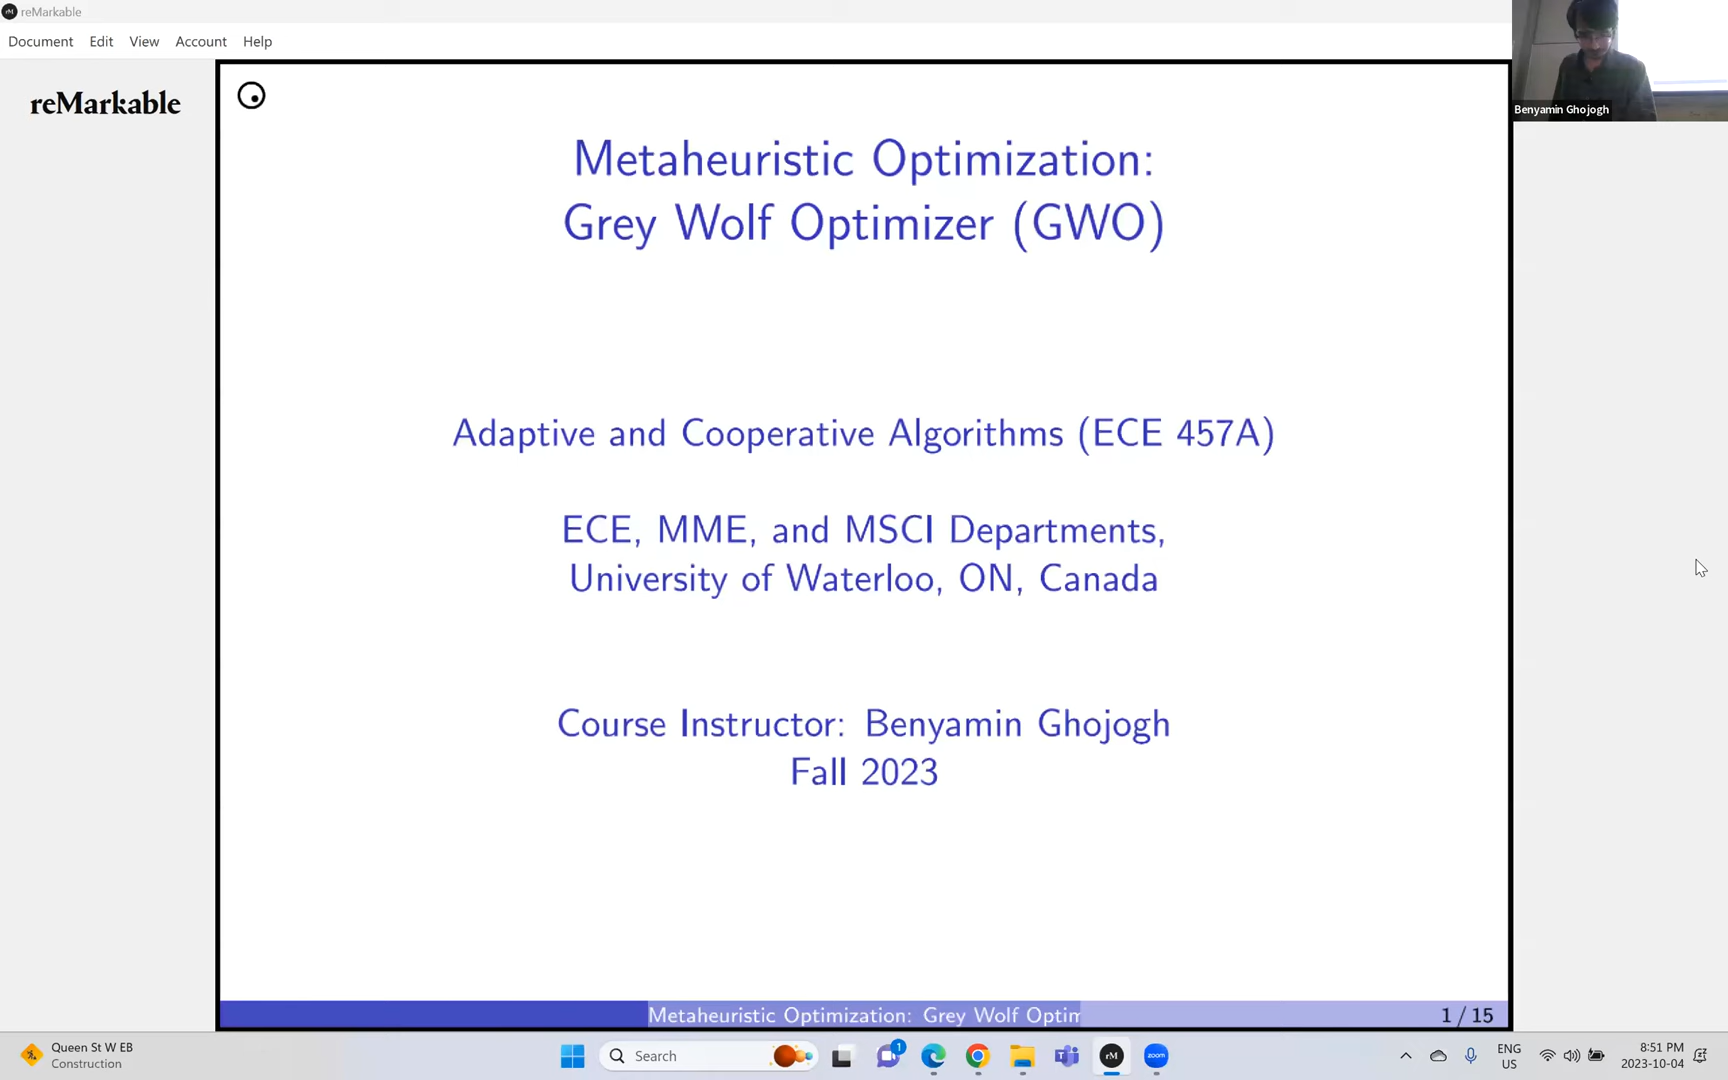 reMarkable
Document Edit View Account Help
reMarkable
Benyamin Ghojogh
Metaheuristic Optimization:
Grey Wolf Optimizer (GWO)
Adaptive and Cooperative Algorithms (ECE 457A)
ECE, MME, and MSCI Departments,
University of Waterloo, ON, Canada
Course Instructor: Benyamin Ghojogh
Fall 2023
Metaheuristic Optimization: Grey Wolf Optim
1 / 15
Queen St W EB
Construction
Search
1
rM
zoom
ENG
US
8:51 PM
2023-10-04